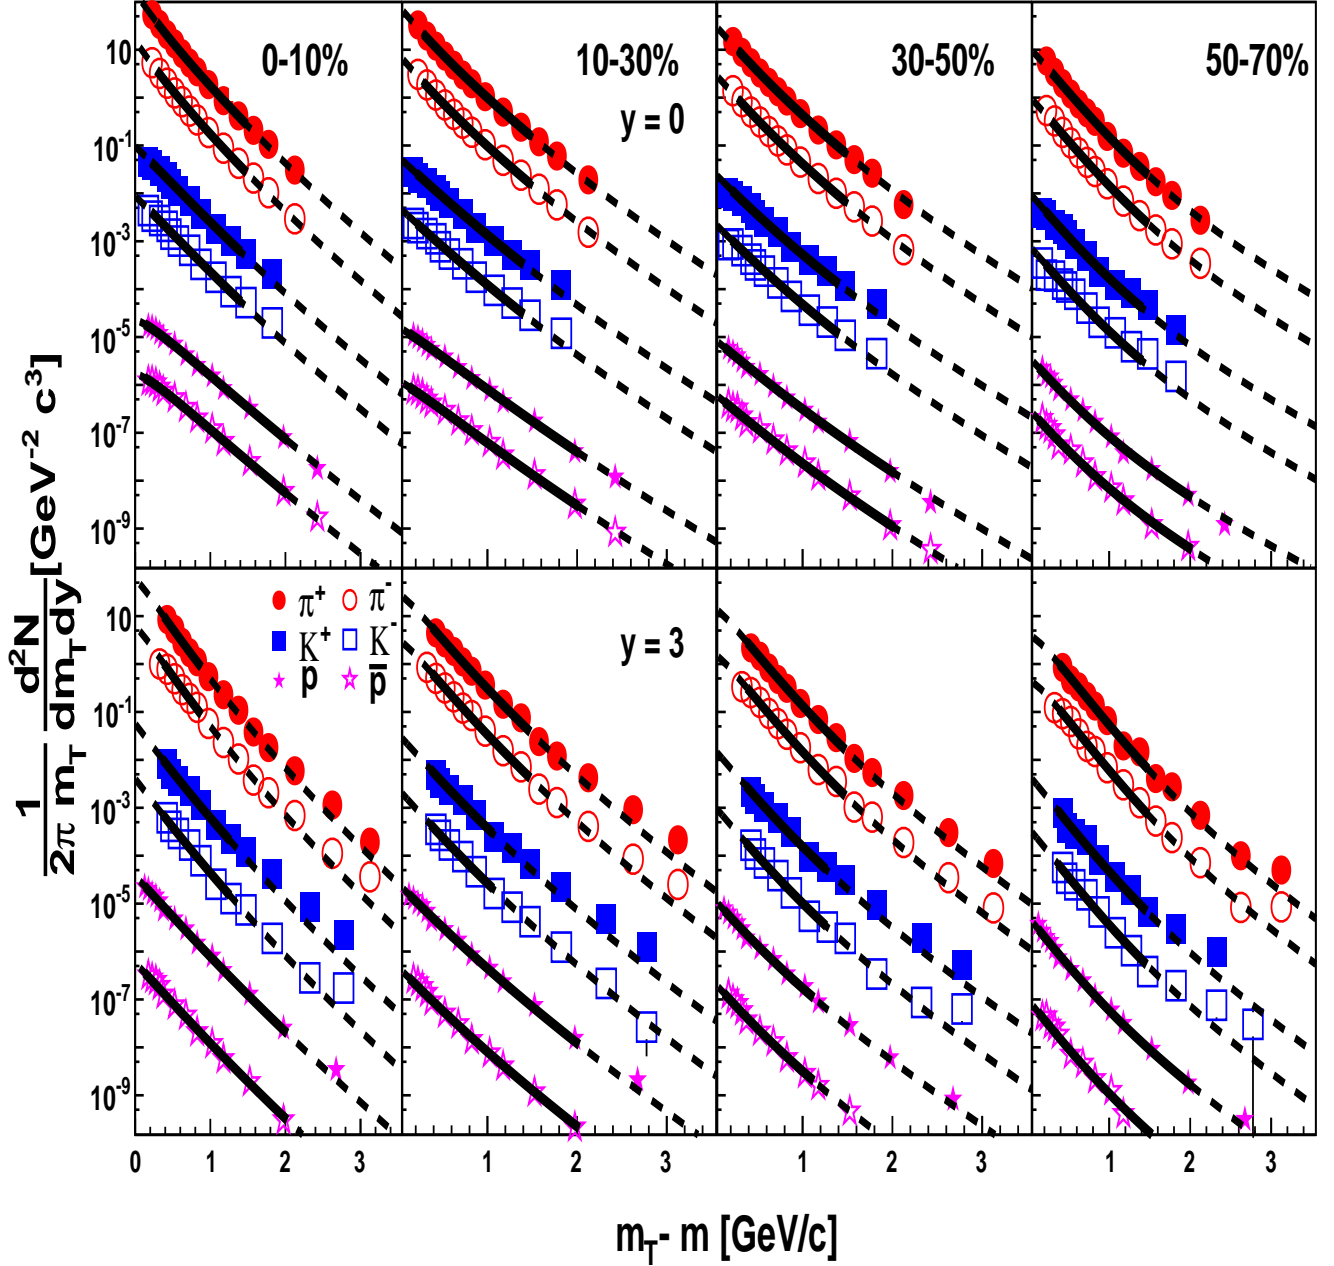 0-10% 10-30% 30-50% 50-70%
y = 0
10
10⁻¹
10⁻³
10⁻⁵
10⁻⁷
10⁻⁹
1/(2π m_T) d²N/(dm_T dy) [GeV⁻² c³]
π⁺ π⁻
K⁺ K⁻
p p̅
y = 3
10
10⁻¹
10⁻³
10⁻⁵
10⁻⁷
10⁻⁹
0 1 2 3 1 2 3 1 2 3 1 2 3
m_T - m [GeV/c]